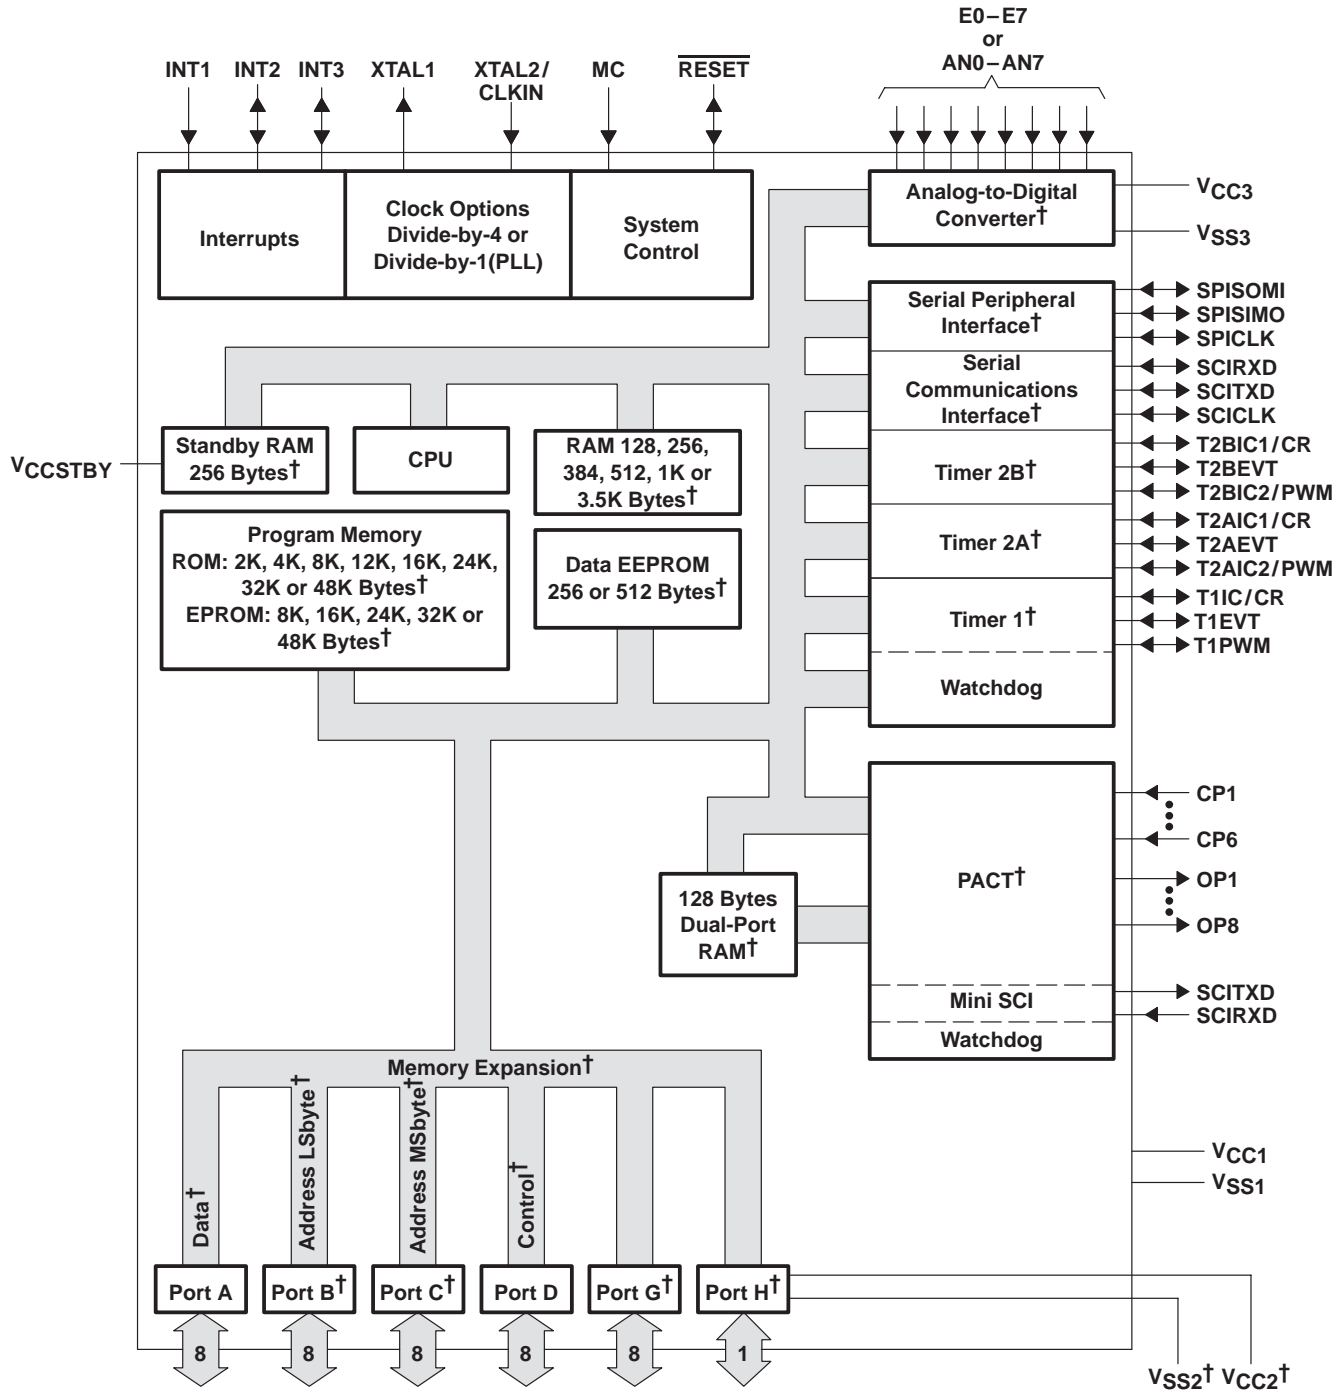 E0–E7
or
AN0–AN7
INT1 INT2 INT3 XTAL1 XTAL2/ CLKIN MC RESET
Interrupts
Clock Options
Divide-by-4 or
Divide-by-1(PLL)
System
Control
Analog-to-Digital
Converter†
VCC3
VSS3
Serial Peripheral
Interface†
SPISOMI
SPISIMO
SPICLK
Serial
Communications
Interface†
SCIRXD
SCITXD
SCICLK
Timer 2B†
T2BIC1/CR
T2BEVT
T2BIC2/PWM
Timer 2A†
T2AIC1/CR
T2AEVT
T2AIC2/PWM
Timer 1†
T1IC/CR
T1EVT
T1PWM
Watchdog
VCCSTBY
Standby RAM
256 Bytes†
CPU
RAM 128, 256,
384, 512, 1K or
3.5K Bytes†
Program Memory
ROM: 2K, 4K, 8K, 12K, 16K, 24K,
32K or 48K Bytes†
EPROM: 8K, 16K, 24K, 32K or
48K Bytes†
Data EEPROM
256 or 512 Bytes†
128 Bytes
Dual-Port
RAM†
PACT†
CP1
CP6
OP1
OP8
Mini SCI
SCITXD
SCIRXD
Watchdog
Memory Expansion†
Data†
Address LSbyte†
Address MSbyte†
Control†
VCC1
VSS1
Port A Port B† Port C† Port D Port G† Port H†
8 8 8 8 8 1
VSS2† VCC2†